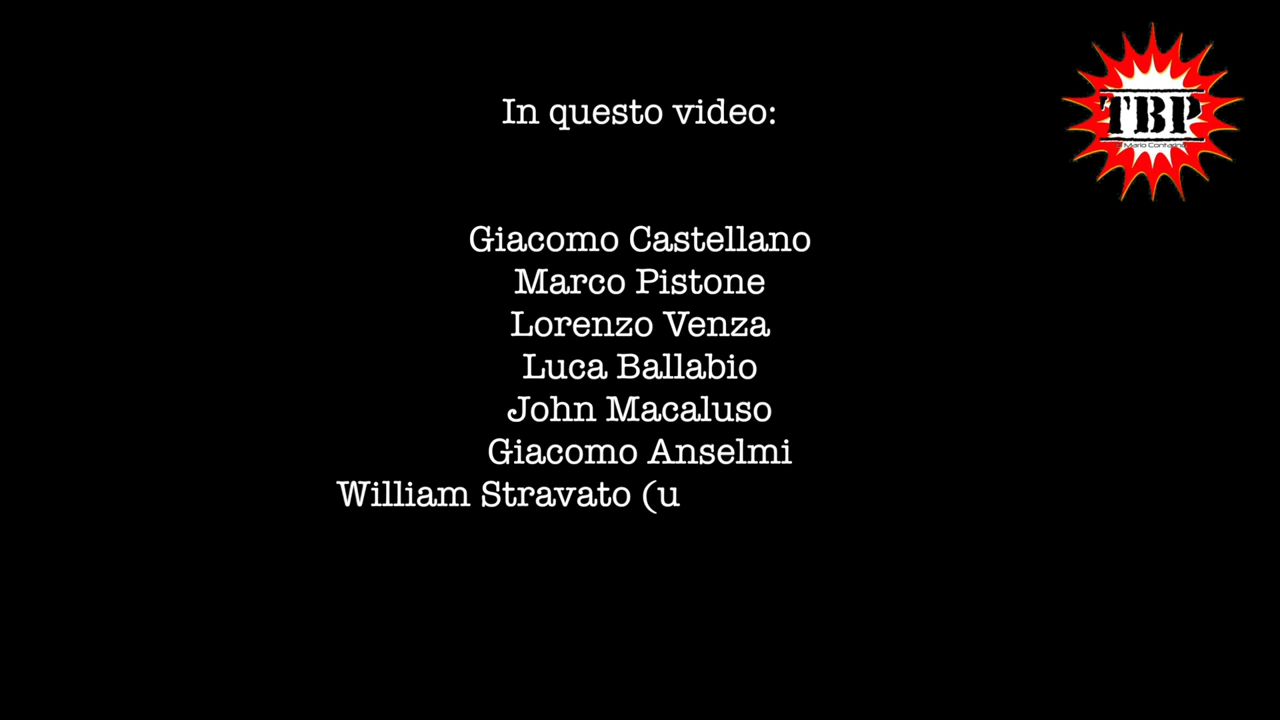 In questo video:
TBP
Giacomo Castellano
Marco Pistone
Lorenzo Venza
Luca Ballabio
John Macaluso
Giacomo Anselmi
William Stravato (u